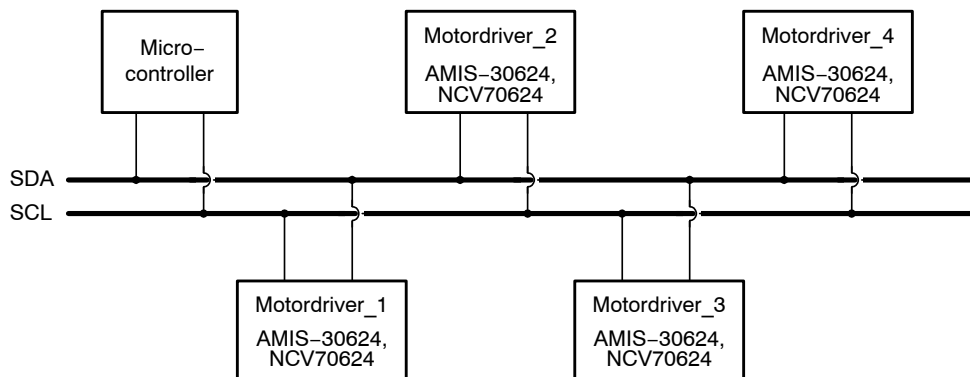 Micro−
controller
Motordriver_2
AMIS−30624,
NCV70624
Motordriver_4
AMIS−30624,
NCV70624
SDA
SCL
Motordriver_1
AMIS−30624,
NCV70624
Motordriver_3
AMIS−30624,
NCV70624